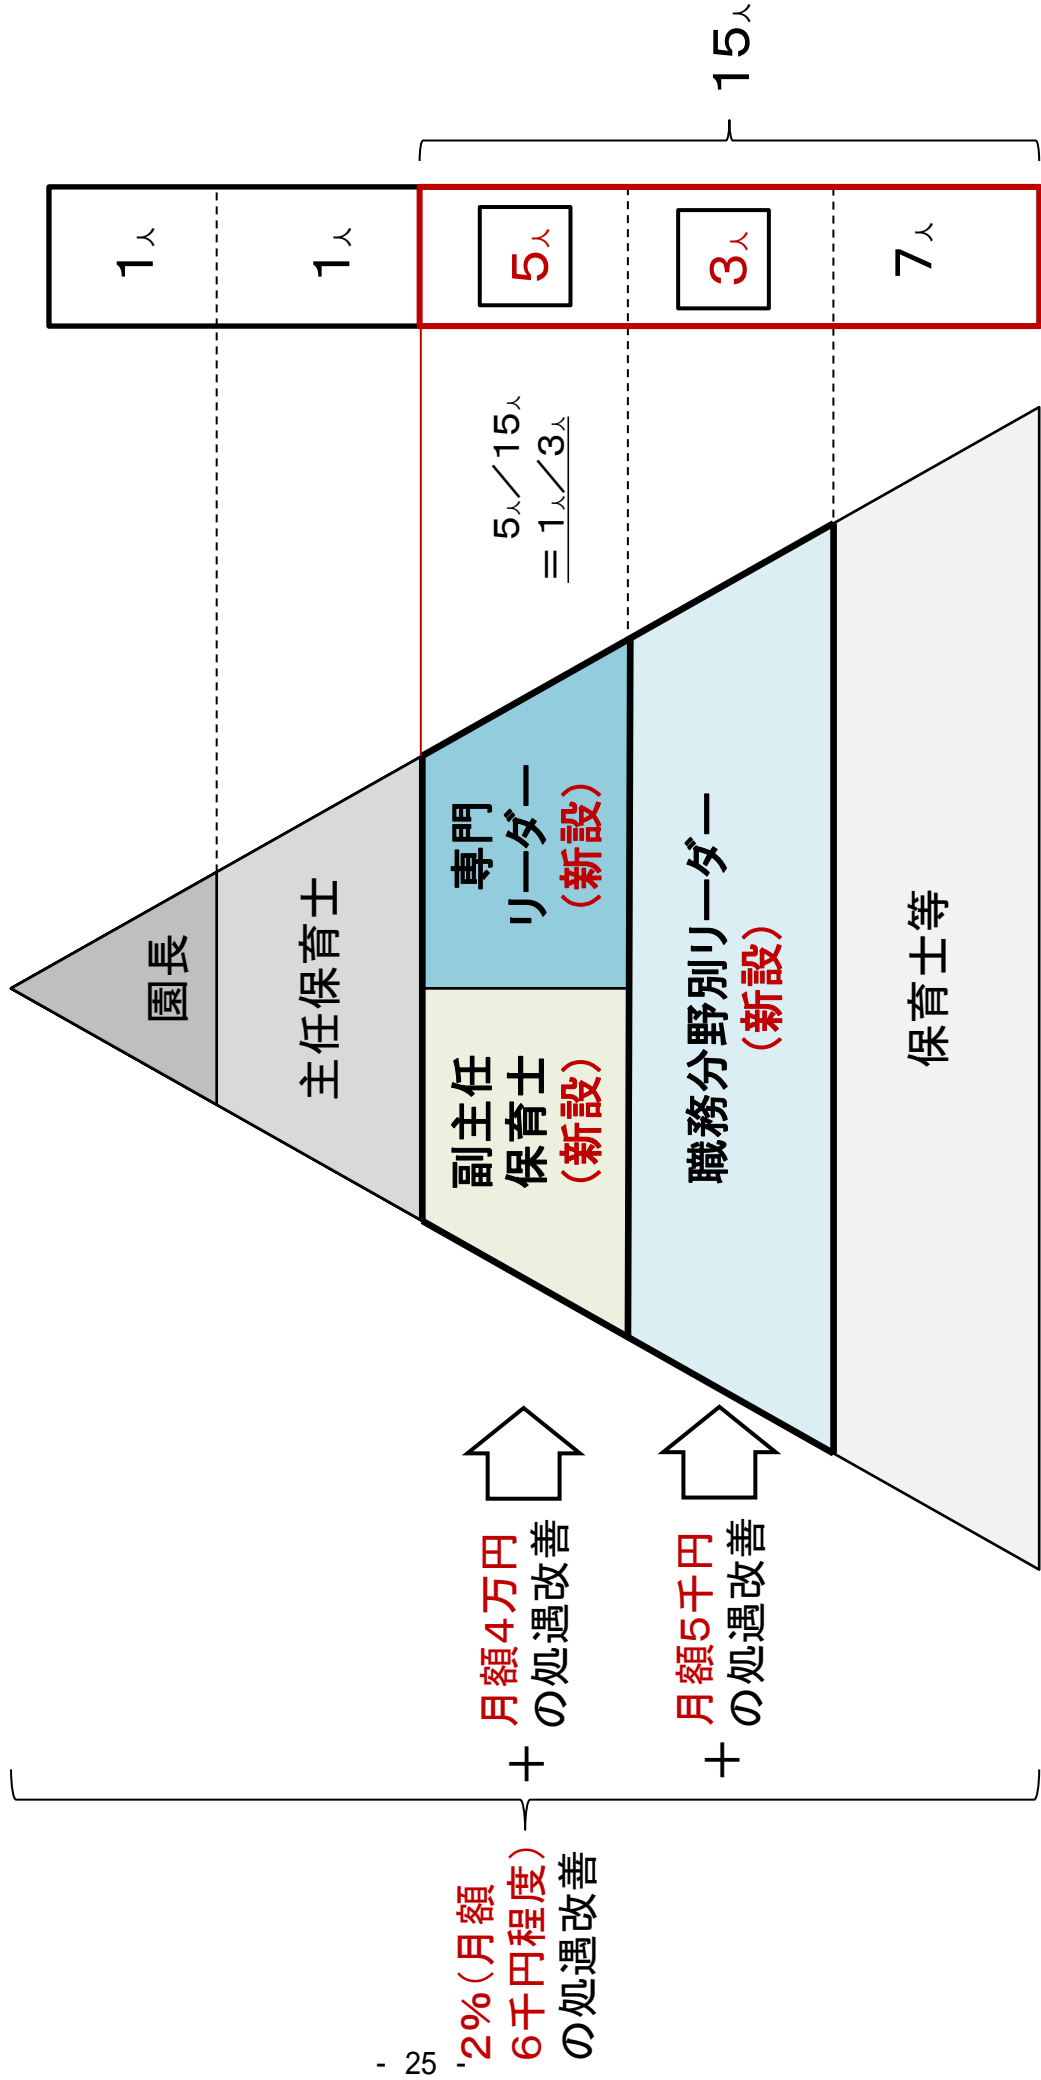 2%(月額
6千円程度)
の処遇改善
+
月額4万円
の処遇改善
+
月額5千円
の処遇改善
園長
主任保育士
副主任
保育士
(新設)
専門
リーダー
(新設)
職務分野別リーダー
(新設)
保育士等
5人/15人
=1人/3人
1人
1人
5人
3人
7人
15人
- 25 -